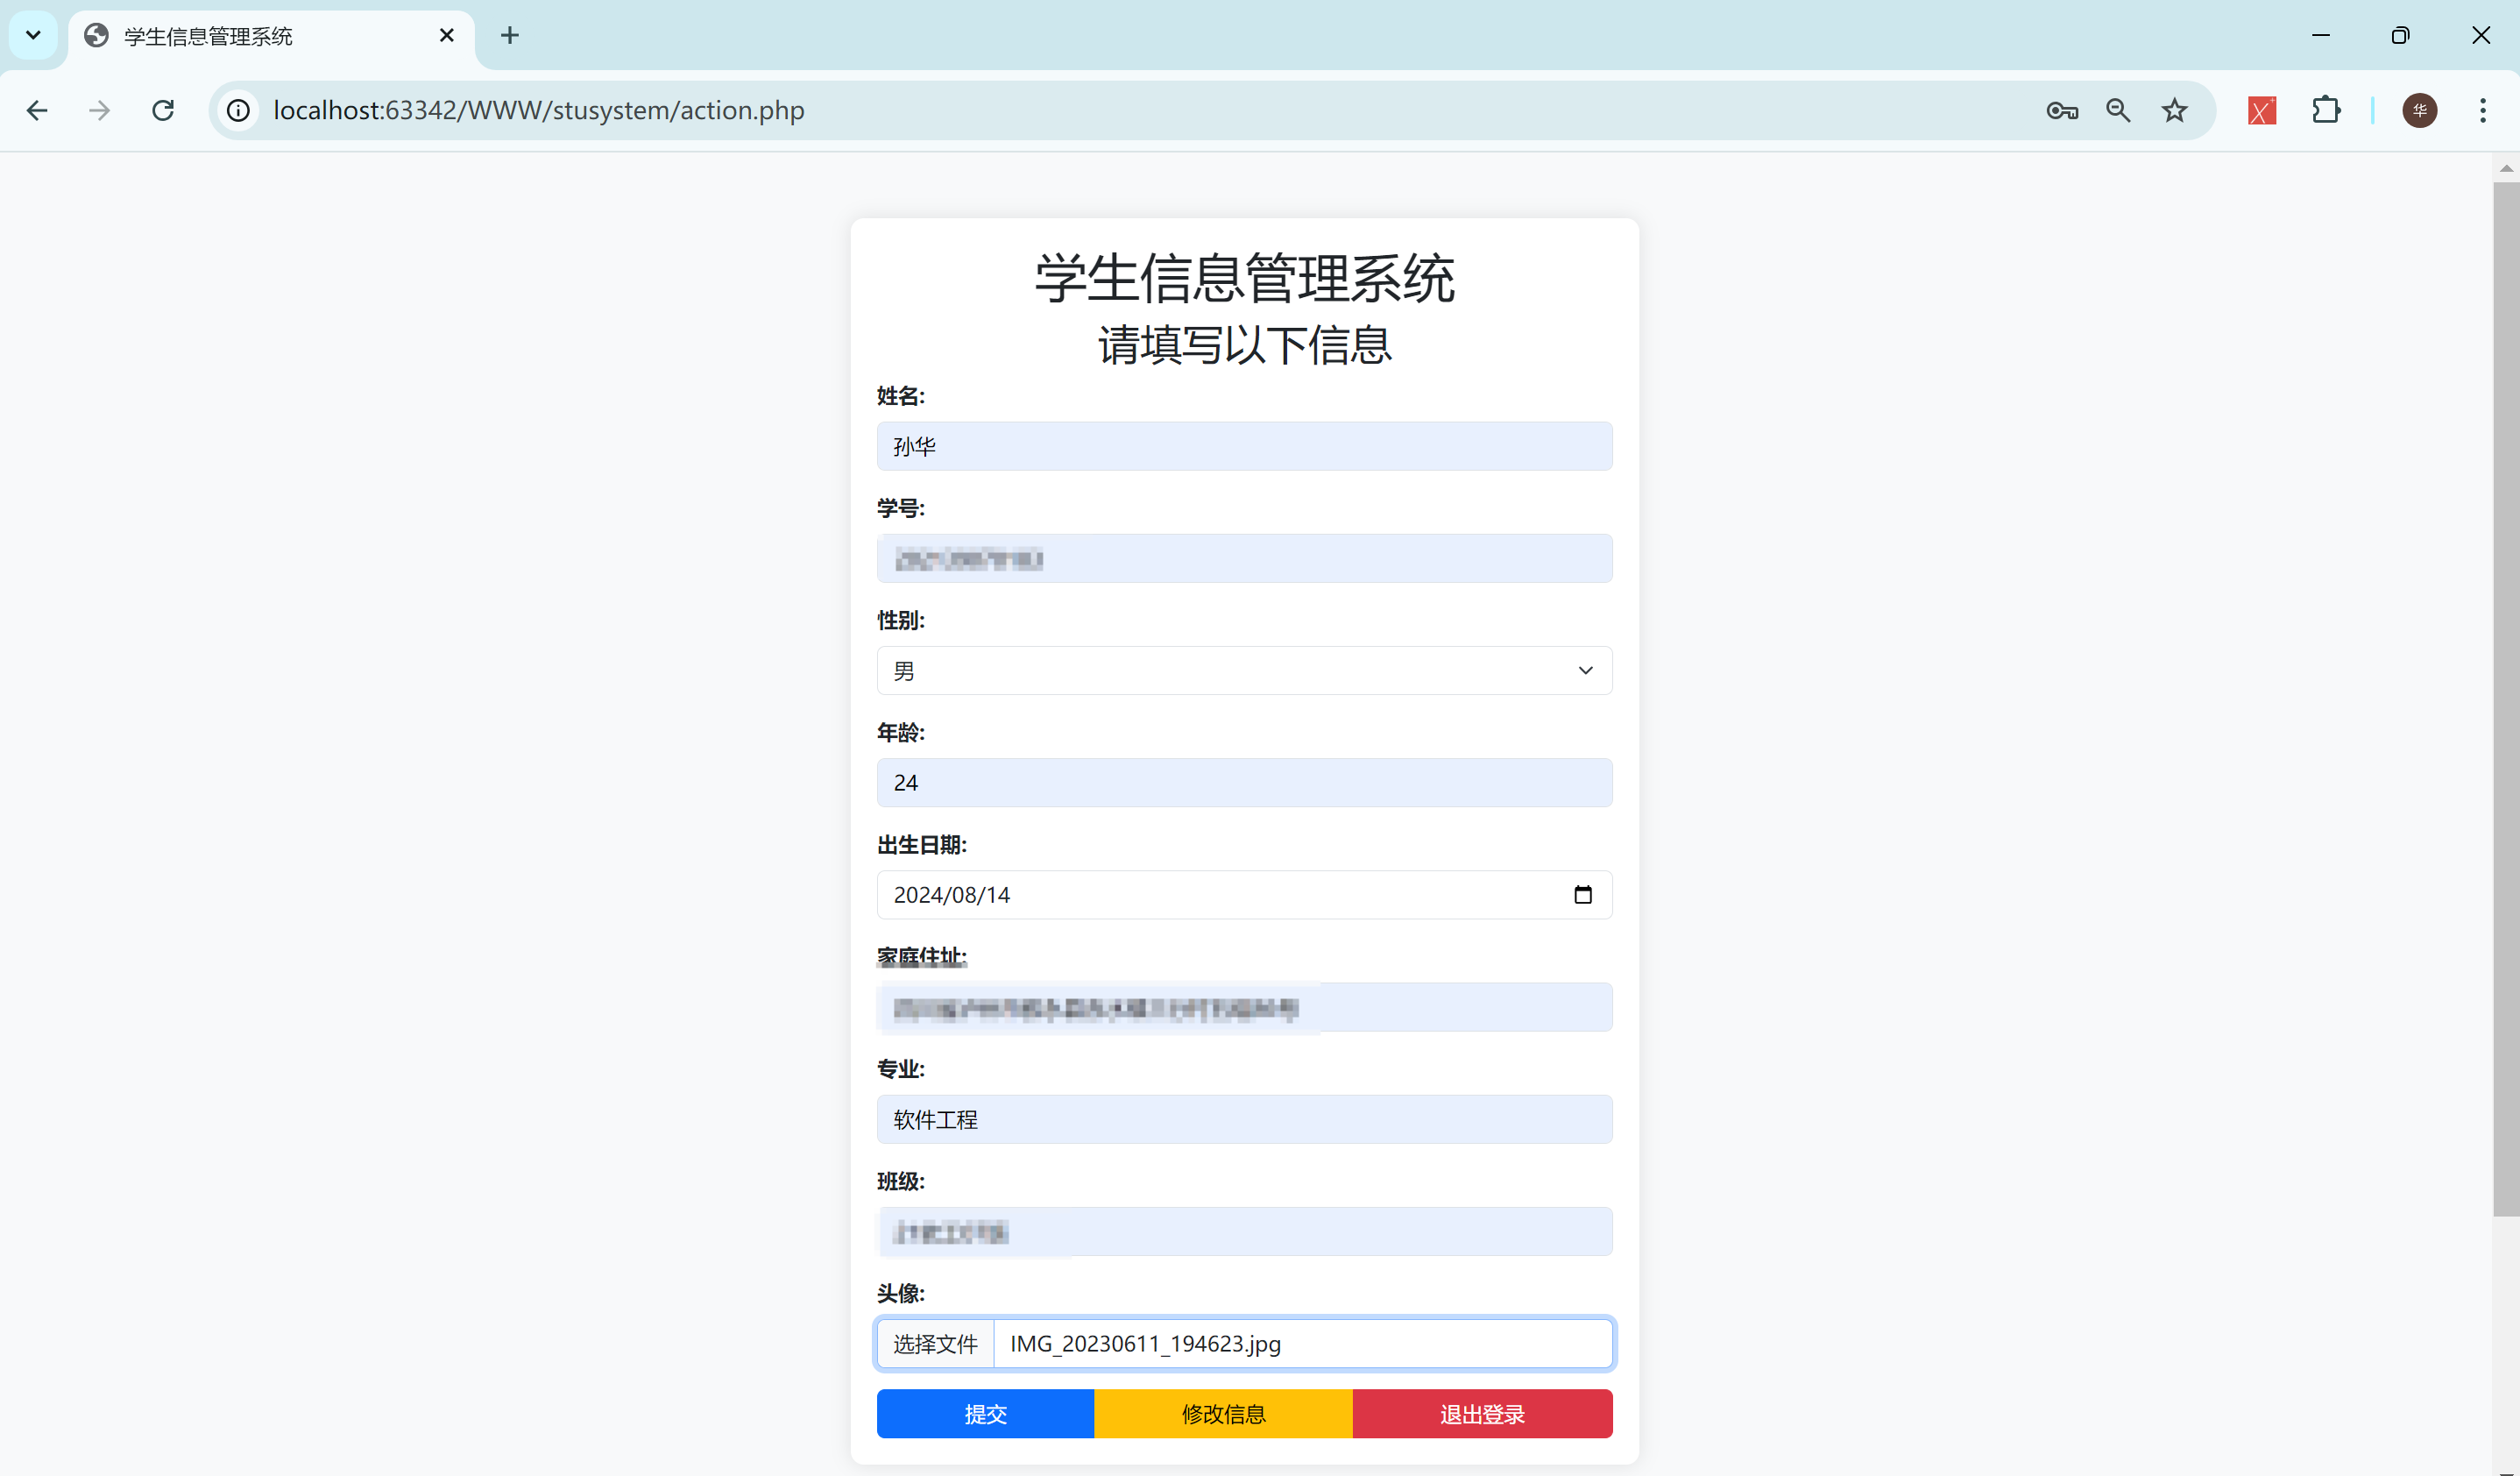 学生信息管理系统
localhost:63342/WWW/stusystem/action.php
华
学生信息管理系统
请填写以下信息
姓名:
孙华
学号:
性别:
男
年龄:
24
出生日期:
2024/08/14
家庭住址:
专业:
软件工程
班级:
头像:
选择文件 IMG_20230611_194623.jpg
提交 修改信息 退出登录